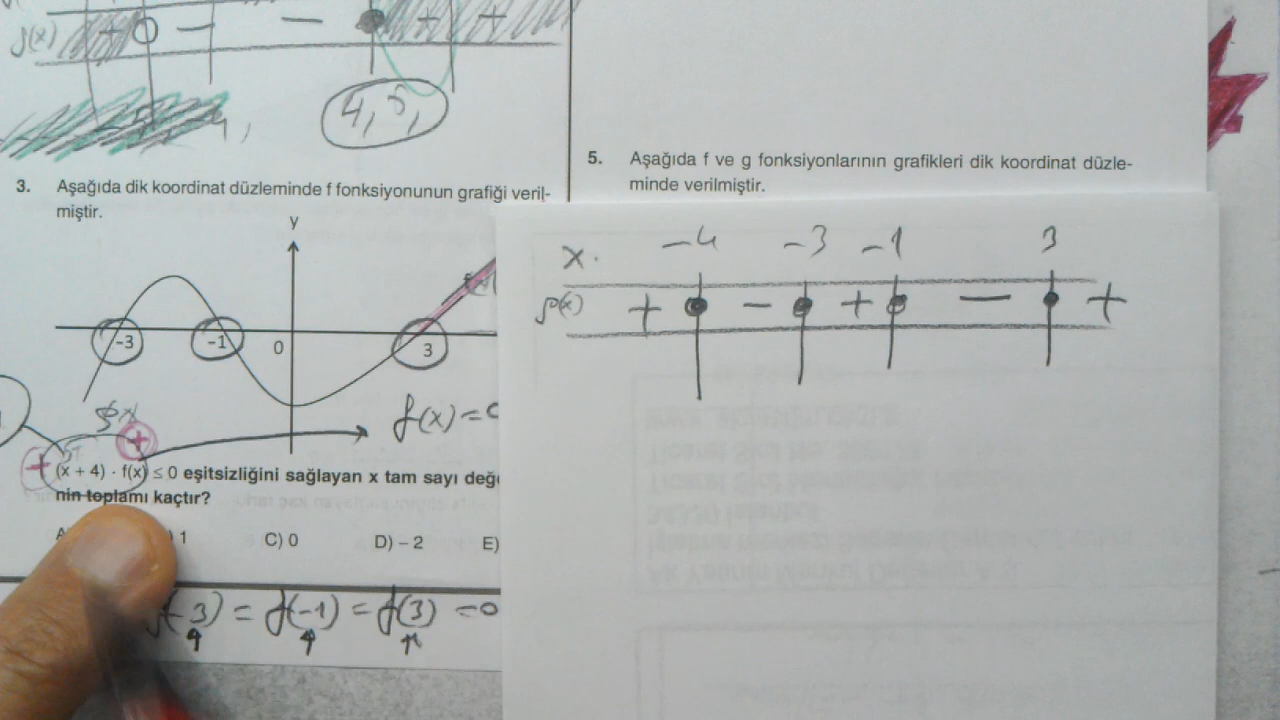 f(x) + − − + +
4, 5,
3. Aşağıda dik koordinat düzleminde f fonksiyonunun grafiği veril-
miştir.
y
-3 -1 0 3
f(x) = 0
+ +
(x + 4) · f(x) ≤ 0 eşitsizliğini sağlayan x tam sayı değe
nin toplamı kaçtır?
A 1 C) 0 D) – 2 E)
f(-3) = f(-1) = f(3) = 0
5. Aşağıda f ve g fonksiyonlarının grafikleri dik koordinat düzle-
minde verilmiştir.
x. -4 -3 -1 3
f(x) + − + − +